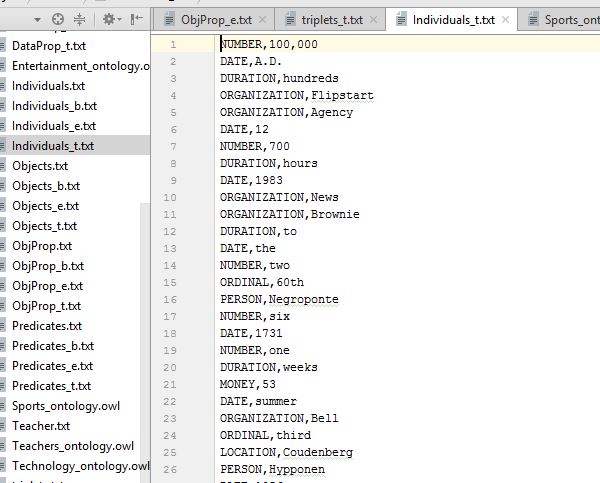 ObjProp_e.txt
triplets_t.txt
Individuals_t.txt
Sports_ont
DataProp_t.txt
Entertainment_ontology.o
Individuals.txt
Individuals_b.txt
Individuals_e.txt
Individuals_t.txt
Objects.txt
Objects_b.txt
Objects_e.txt
Objects_t.txt
ObjProp.txt
ObjProp_b.txt
ObjProp_e.txt
ObjProp_t.txt
Predicates.txt
Predicates_b.txt
Predicates_e.txt
Predicates_t.txt
Sports_ontology.owl
Teacher.txt
Teachers_ontology.owl
Technology_ontology.owl
1 NUMBER,100,000
2 DATE,A.D.
3 DURATION,hundreds
4 ORGANIZATION,Flipstart
5 ORGANIZATION,Agency
6 DATE,12
7 NUMBER,700
8 DURATION,hours
9 DATE,1983
10 ORGANIZATION,News
11 ORGANIZATION,Brownie
12 DURATION,to
13 DATE,the
14 NUMBER,two
15 ORDINAL,60th
16 PERSON,Negroponte
17 NUMBER,six
18 DATE,1731
19 NUMBER,one
20 DURATION,weeks
21 MONEY,53
22 DATE,summer
23 ORGANIZATION,Bell
24 ORDINAL,third
25 LOCATION,Coudenberg
26 PERSON,Hypponen